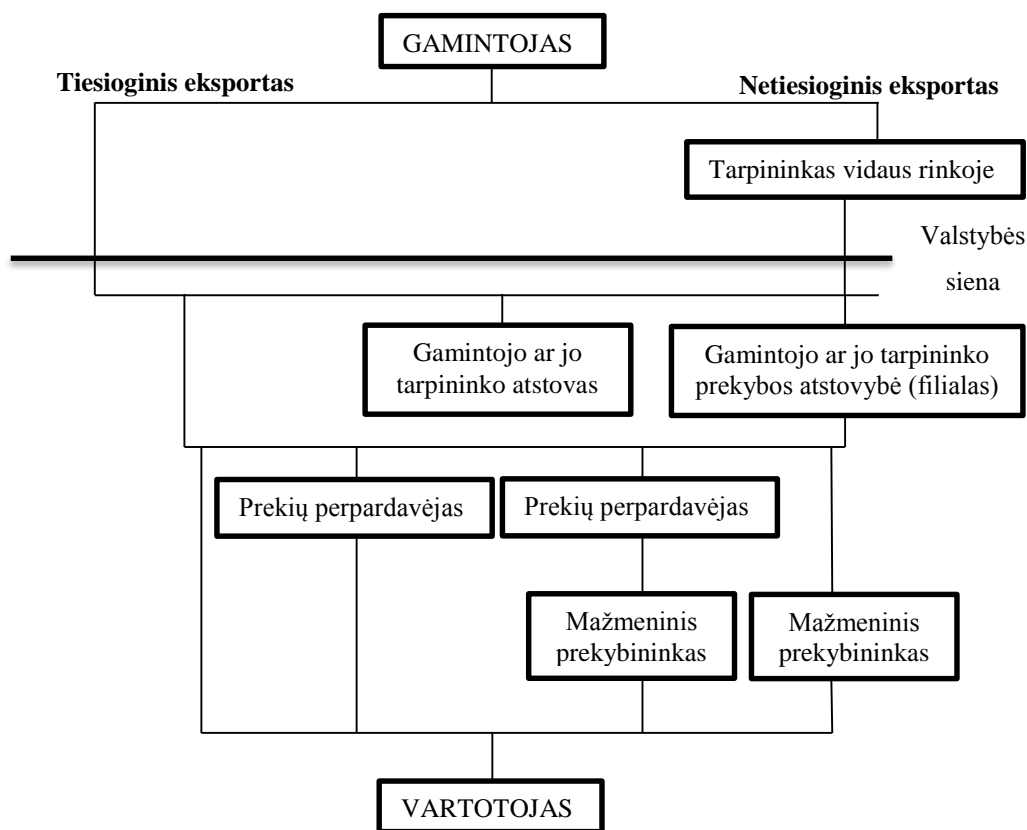 GAMINTOJAS
Tiesioginis eksportas
Netiesioginis eksportas
Tarpininkas vidaus rinkoje
Valstybės
siena
Gamintojo ar jo
tarpininko atstovas
Gamintojo ar jo tarpininko
prekybos atstovybė (filialas)
Prekių perpardavėjas
Prekių perpardavėjas
Mažmeninis
prekybininkas
Mažmeninis
prekybininkas
VARTOTOJAS